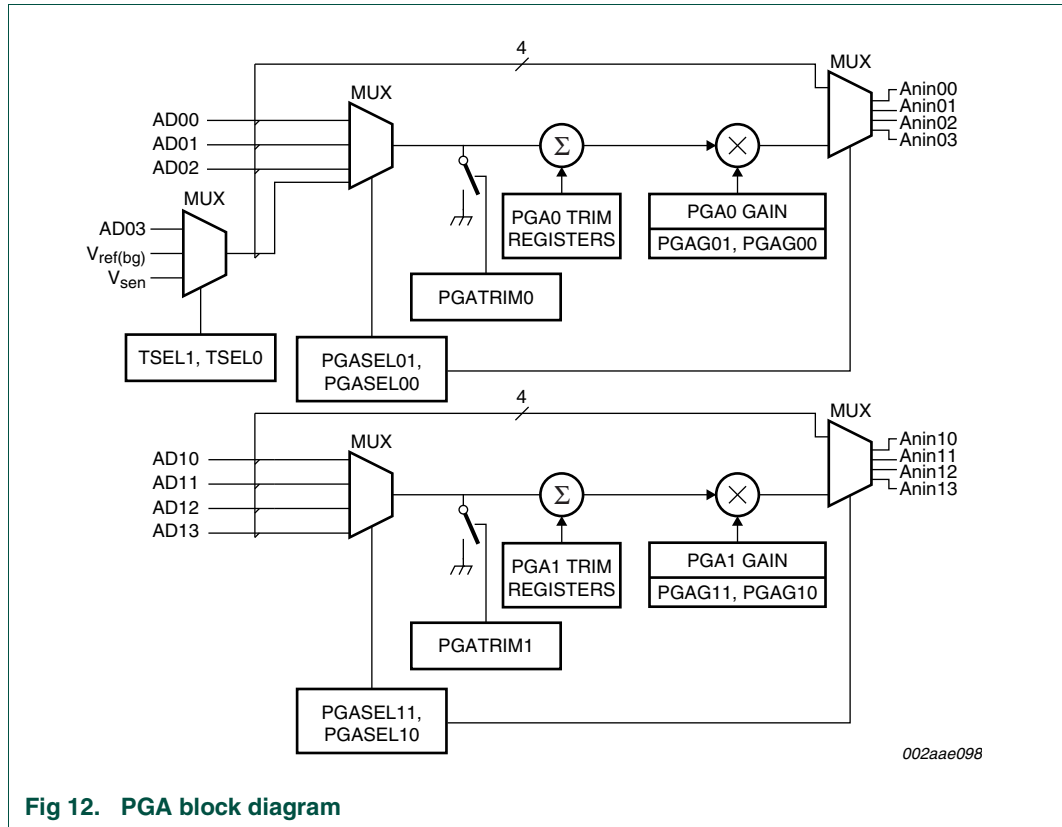 4
MUX
Anin00
Anin01
Anin02
Anin03
MUX
AD00
AD01
AD02
MUX
AD03
Vref(bg)
Vsen
Σ
×
PGA0 TRIM
REGISTERS
PGA0 GAIN
PGAG01, PGAG00
PGATRIM0
TSEL1, TSEL0
PGASEL01,
PGASEL00
4
MUX
Anin10
Anin11
Anin12
Anin13
MUX
AD10
AD11
AD12
AD13
Σ
×
PGA1 TRIM
REGISTERS
PGA1 GAIN
PGAG11, PGAG10
PGATRIM1
PGASEL11,
PGASEL10
002aae098
Fig 12. PGA block diagram